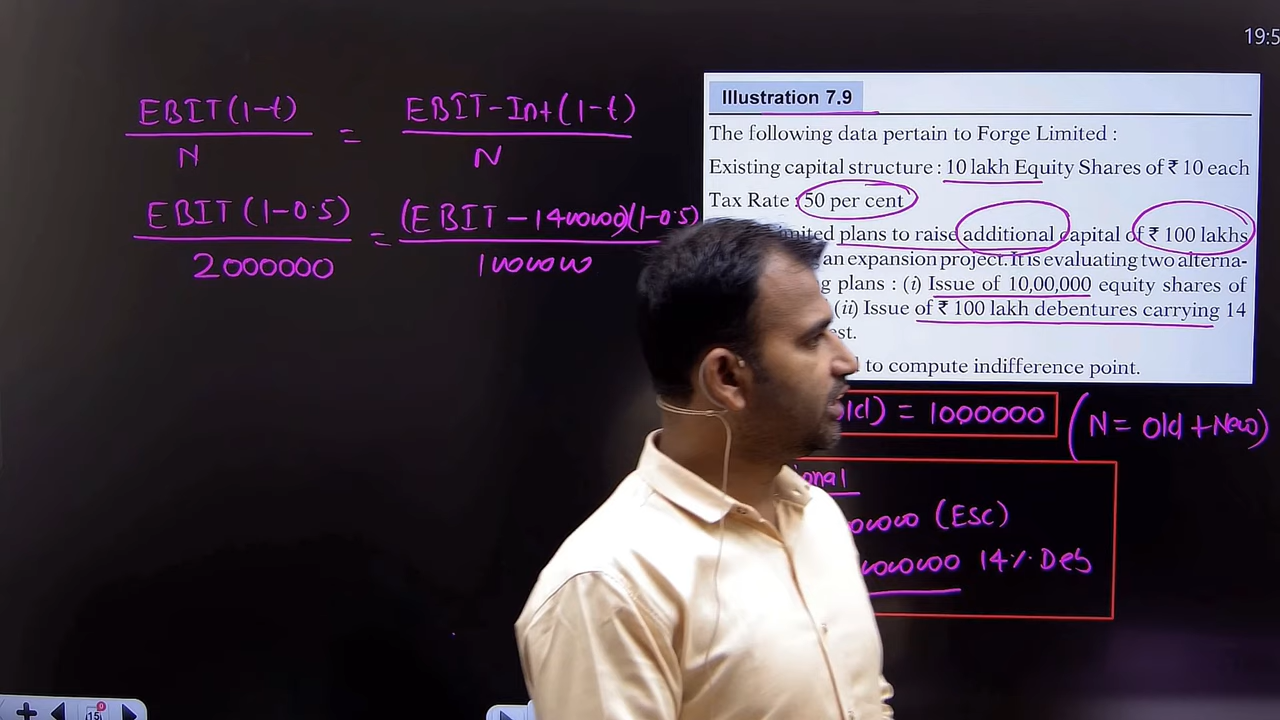 19:5
EBIT(1-t)
N
=
EBIT-Int(1-t)
N
EBIT (1-0.5)
2000000
=
(EBIT - 1400000)(1-0.5)
1000000
Illustration 7.9
The following data pertain to Forge Limited :
Existing capital structure : 10 lakh Equity Shares of ₹ 10 each
Tax Rate : 50 per cent
plans to raise additional capital of ₹ 100 lakhs
an expansion project. It is evaluating two alterna-
plans : (i) Issue of 10,00,000 equity shares of
(ii) Issue of ₹ 100 lakh debentures carrying 14
to compute indifference point.
= 1000000
(N = old + New)
(ESC)
14% Deb
15